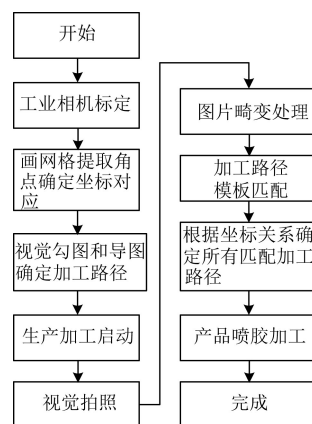 开始
工业相机标定
画网格提取角
点确定坐标对
应
视觉勾图和导图
确定加工路径
生产加工启动
视觉拍照
图片畸变处理
加工路径
模板匹配
根据坐标关系确
定所有匹配加工
路径
产品喷胶加工
完成